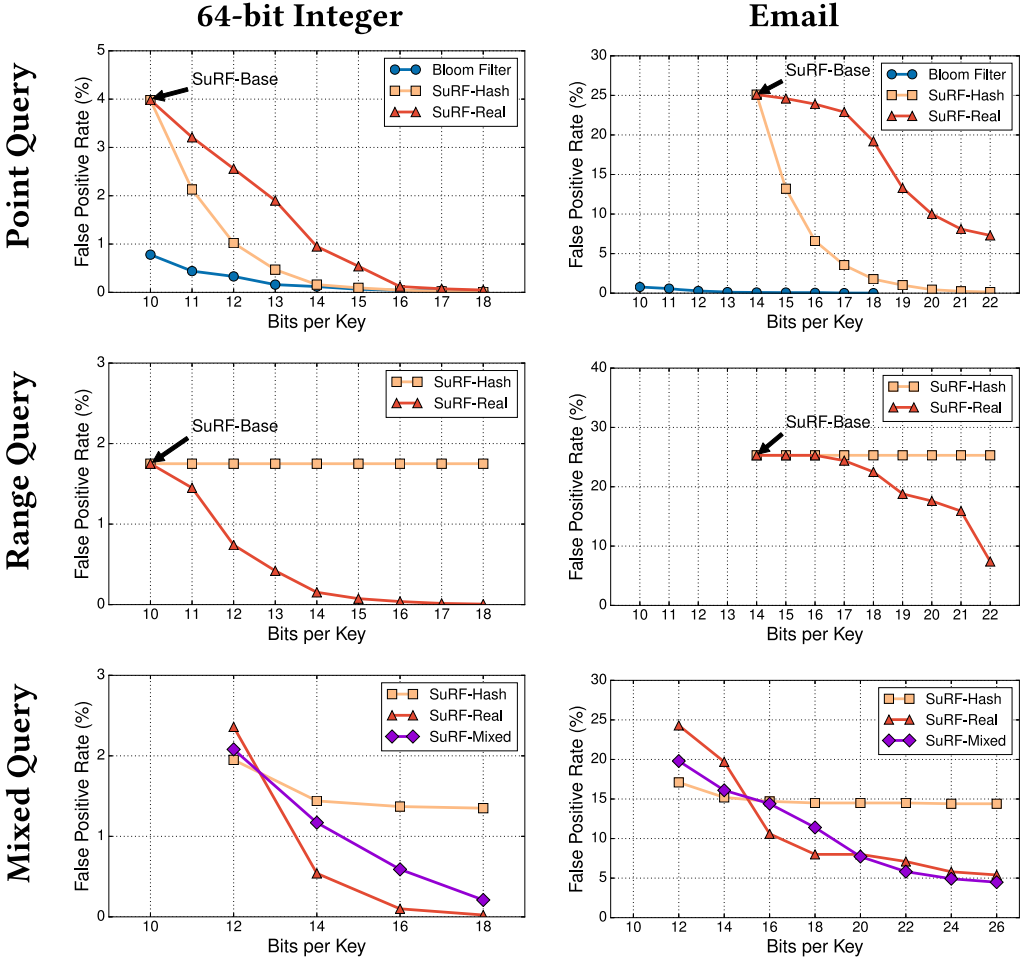 64-bit Integer
Email
Point Query
False Positive Rate (%)
5
4
3
2
1
0
SuRF-Base
Bloom Filter
SuRF-Hash
SuRF-Real
10 11 12 13 14 15 16 17 18
Bits per Key
False Positive Rate (%)
30
25
20
15
10
5
0
SuRF-Base
Bloom Filter
SuRF-Hash
SuRF-Real
10 11 12 13 14 15 16 17 18 19 20 21 22
Bits per Key
Range Query
False Positive Rate (%)
3
2
1
0
SuRF-Base
SuRF-Hash
SuRF-Real
10 11 12 13 14 15 16 17 18
Bits per Key
False Positive Rate (%)
40
30
20
10
0
SuRF-Base
SuRF-Hash
SuRF-Real
10 11 12 13 14 15 16 17 18 19 20 21 22
Bits per Key
Mixed Query
False Positive Rate (%)
3
2
1
0
SuRF-Hash
SuRF-Real
SuRF-Mixed
10 12 14 16 18
Bits per Key
False Positive Rate (%)
30
25
20
15
10
5
0
SuRF-Hash
SuRF-Real
SuRF-Mixed
10 12 14 16 18 20 22 24 26
Bits per Key